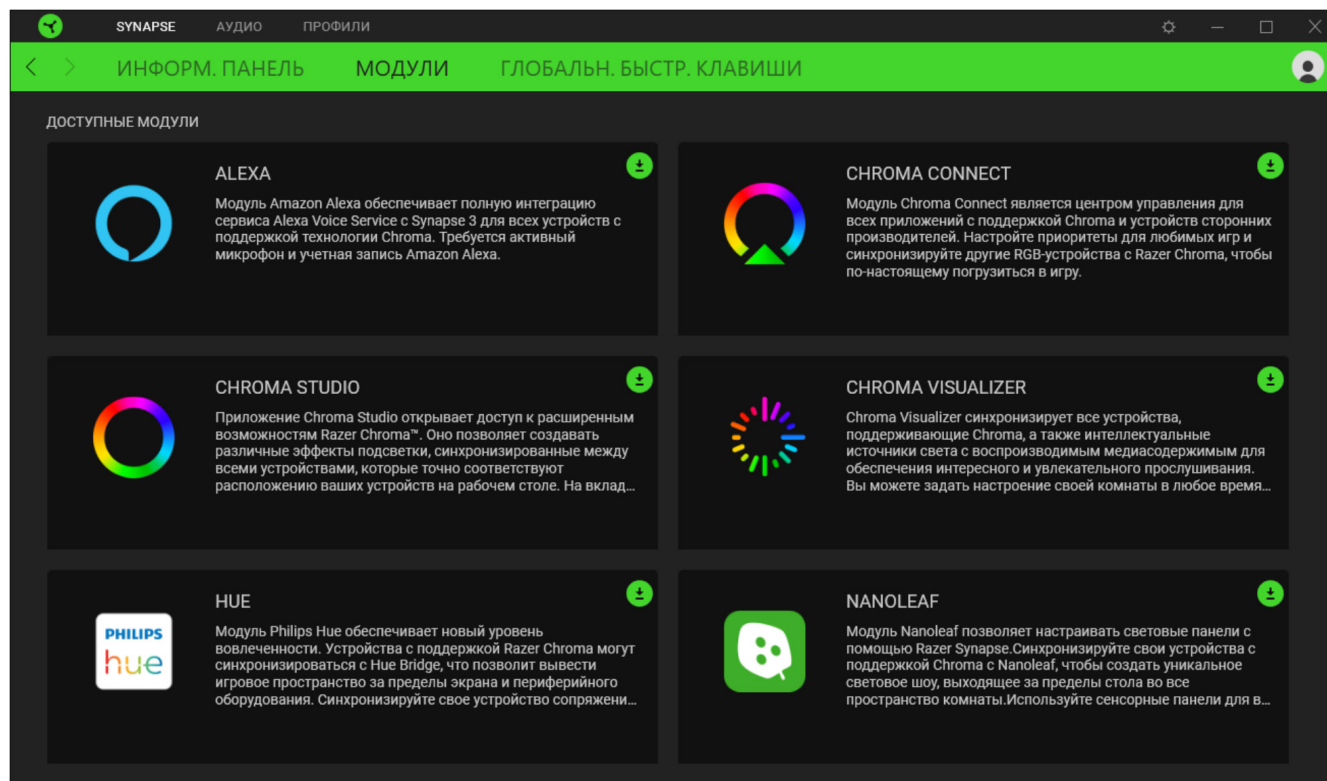 SYNAPSE АУДИО ПРОФИЛИ
ИНФОРМ. ПАНЕЛЬ МОДУЛИ ГЛОБАЛЬН. БЫСТР. КЛАВИШИ
ДОСТУПНЫЕ МОДУЛИ
ALEXA
Модуль Amazon Alexa обеспечивает полную интеграцию
сервиса Alexa Voice Service с Synapse 3 для всех устройств с
поддержкой технологии Chroma. Требуется активный
микрофон и учетная запись Amazon Alexa.
CHROMA CONNECT
Модуль Chroma Connect является центром управления для
всех приложений с поддержкой Chroma и устройств сторонних
производителей. Настройте приоритеты для любимых игр и
синхронизируйте другие RGB-устройства с Razer Chroma, чтобы
по-настоящему погрузиться в игру.
CHROMA STUDIO
Приложение Chroma Studio открывает доступ к расширенным
возможностям Razer Chroma™. Оно позволяет создавать
различные эффекты подсветки, синхронизированные между
всеми устройствами, которые точно соответствуют
расположению ваших устройств на рабочем столе. На вклад...
CHROMA VISUALIZER
Chroma Visualizer синхронизирует все устройства,
поддерживающие Chroma, а также интеллектуальные
источники света с воспроизводимым медиасодержимым для
обеспечения интересного и увлекательного прослушивания.
Вы можете задать настроение своей комнаты в любое время...
PHILIPS
hue
HUE
Модуль Philips Hue обеспечивает новый уровень
вовлеченности. Устройства с поддержкой Razer Chroma могут
синхронизироваться с Hue Bridge, что позволит вывести
игровое пространство за пределы экрана и периферийного
оборудования. Синхронизируйте свое устройство сопряжени...
NANOLEAF
Модуль Nanoleaf позволяет настраивать световые панели с
помощью Razer Synapse.Синхронизируйте свои устройства с
поддержкой Chroma с Nanoleaf, чтобы создать уникальное
световое шоу, выходящее за пределы стола во все
пространство комнаты.Используйте сенсорные панели для в...